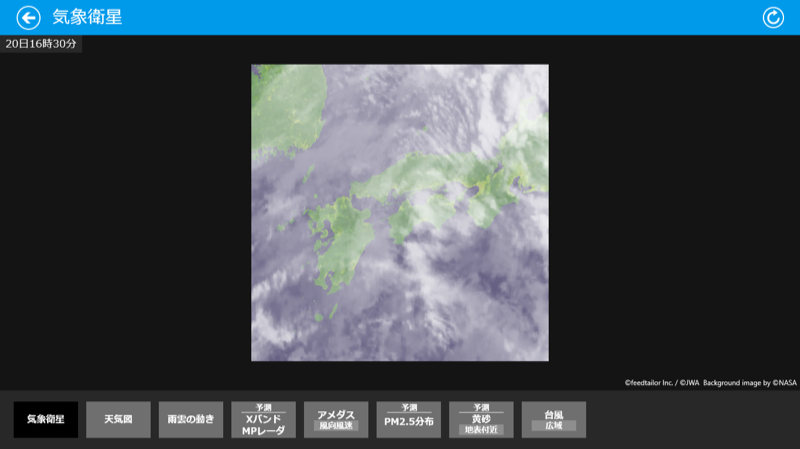 気象衛星
20日16時30分
©feedtailor Inc. / ©JWA Background image by ©NASA
気象衛星
天気図
雨雲の動き
予測
Xバンド
MPレーダ
アメダス
風向風速
予測
PM2.5分布
予測
黄砂
地表付近
台風
広域